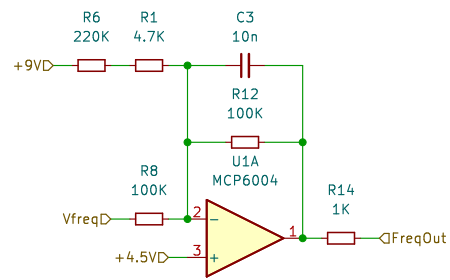 R6 R1 C3
220K 4.7K 10n
+9V
R12
100K
R8 U1A
100K MCP6004
R14
1K
Vfreq 2 −
1 FreqOut
+4.5V 3 +